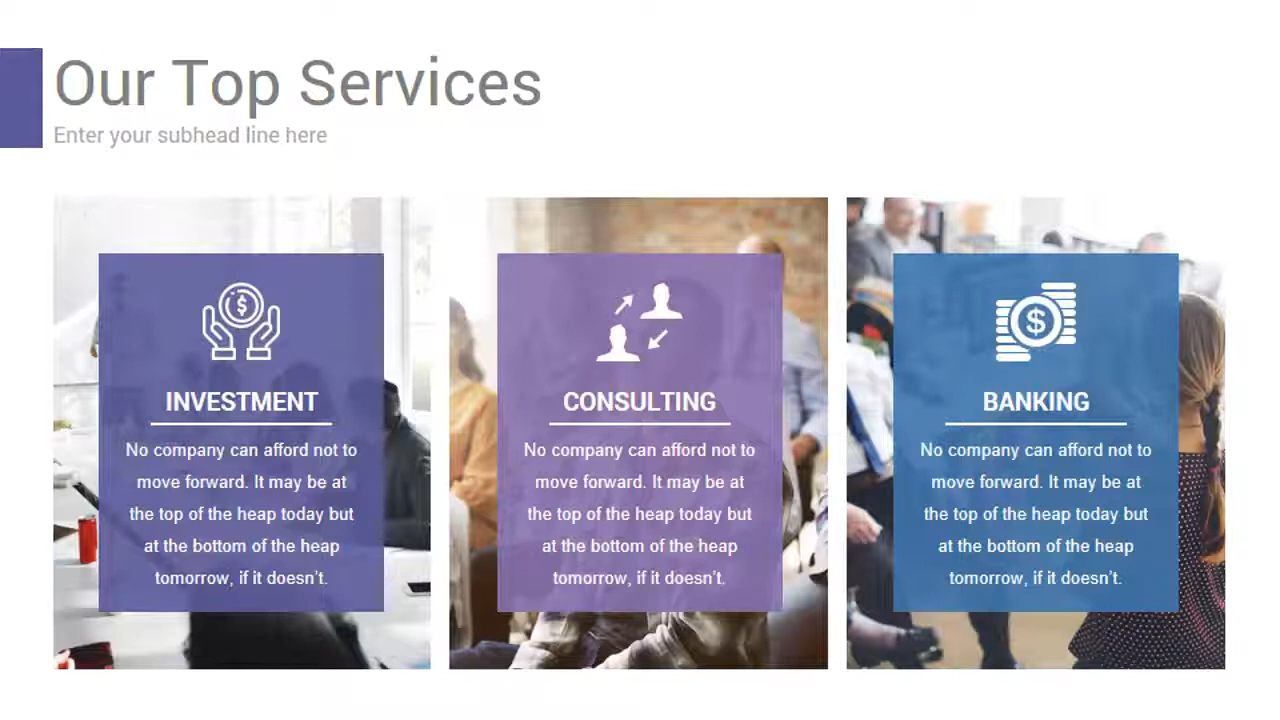 Our Top Services
Enter your subhead line here
INVESTMENT
No company can afford not to
move forward. It may be at
the top of the heap today but
at the bottom of the heap
tomorrow, if it doesn't.
CONSULTING
No company can afford not to
move forward. It may be at
the top of the heap today but
at the bottom of the heap
tomorrow, if it doesn't.
BANKING
No company can afford not to
move forward. It may be at
the top of the heap today but
at the bottom of the heap
tomorrow, if it doesn't.